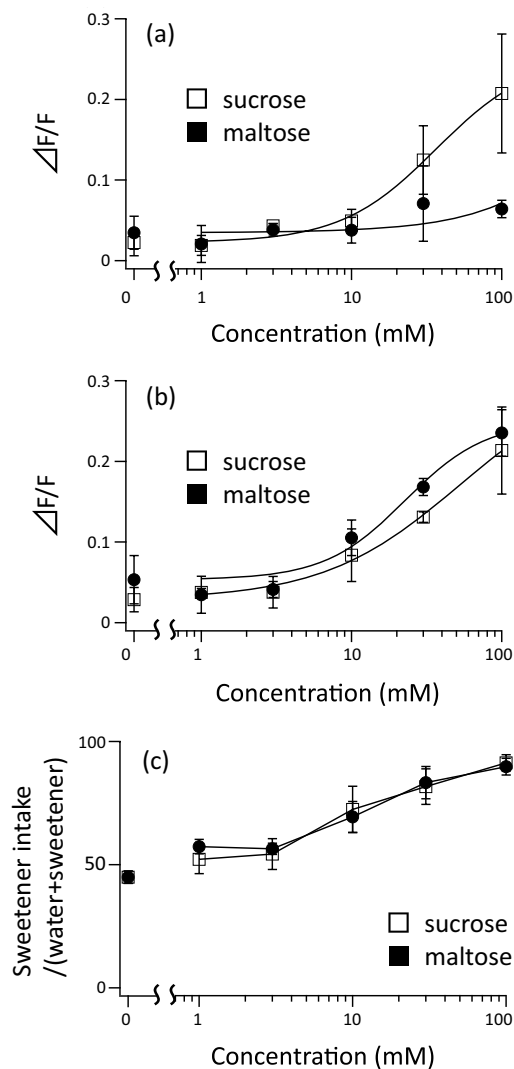 (a)
0.3
0.2
0.1
0
⊿F/F
sucrose
maltose
0 1 10 100
Concentration (mM)
(b)
0.3
0.2
0.1
0
⊿F/F
sucrose
maltose
0 1 10 100
Concentration (mM)
(c)
100
50
0
Sweetener intake
/(water+sweetener)
sucrose
maltose
0 1 10 100
Concentration (mM)